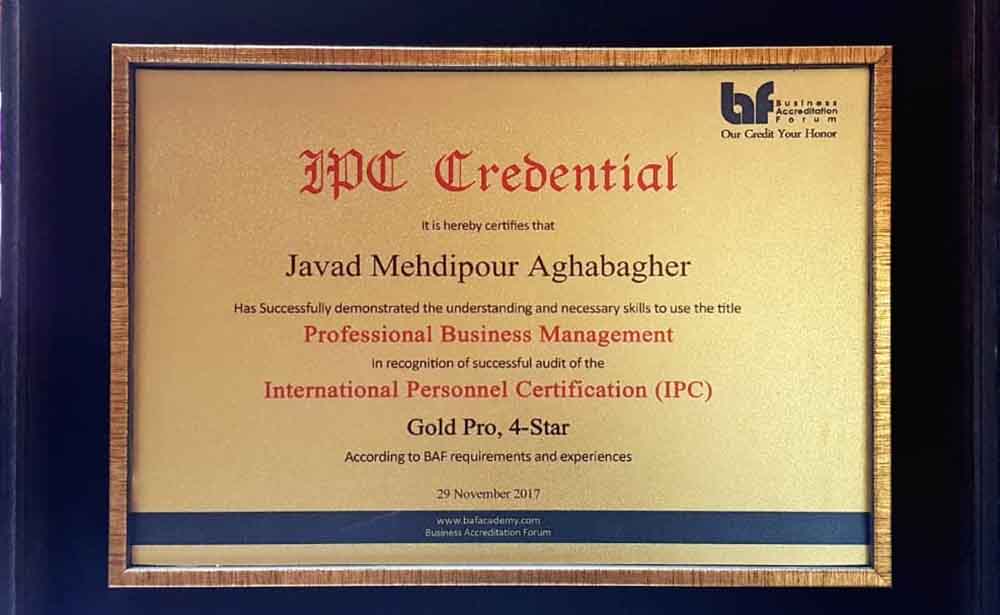 baf Business
Accreditation
Forum
Our Credit Your Honor
IPC Credential
It is hereby certifies that
Javad Mehdipour Aghabagher
Has Successfully demonstrated the understanding and necessary skills to use the title
Professional Business Management
in recognition of successful audit of the
International Personnel Certification (IPC)
Gold Pro, 4-Star
According to BAF requirements and experiences
29 November 2017
www.bafacademy.com
Business Accreditation Forum